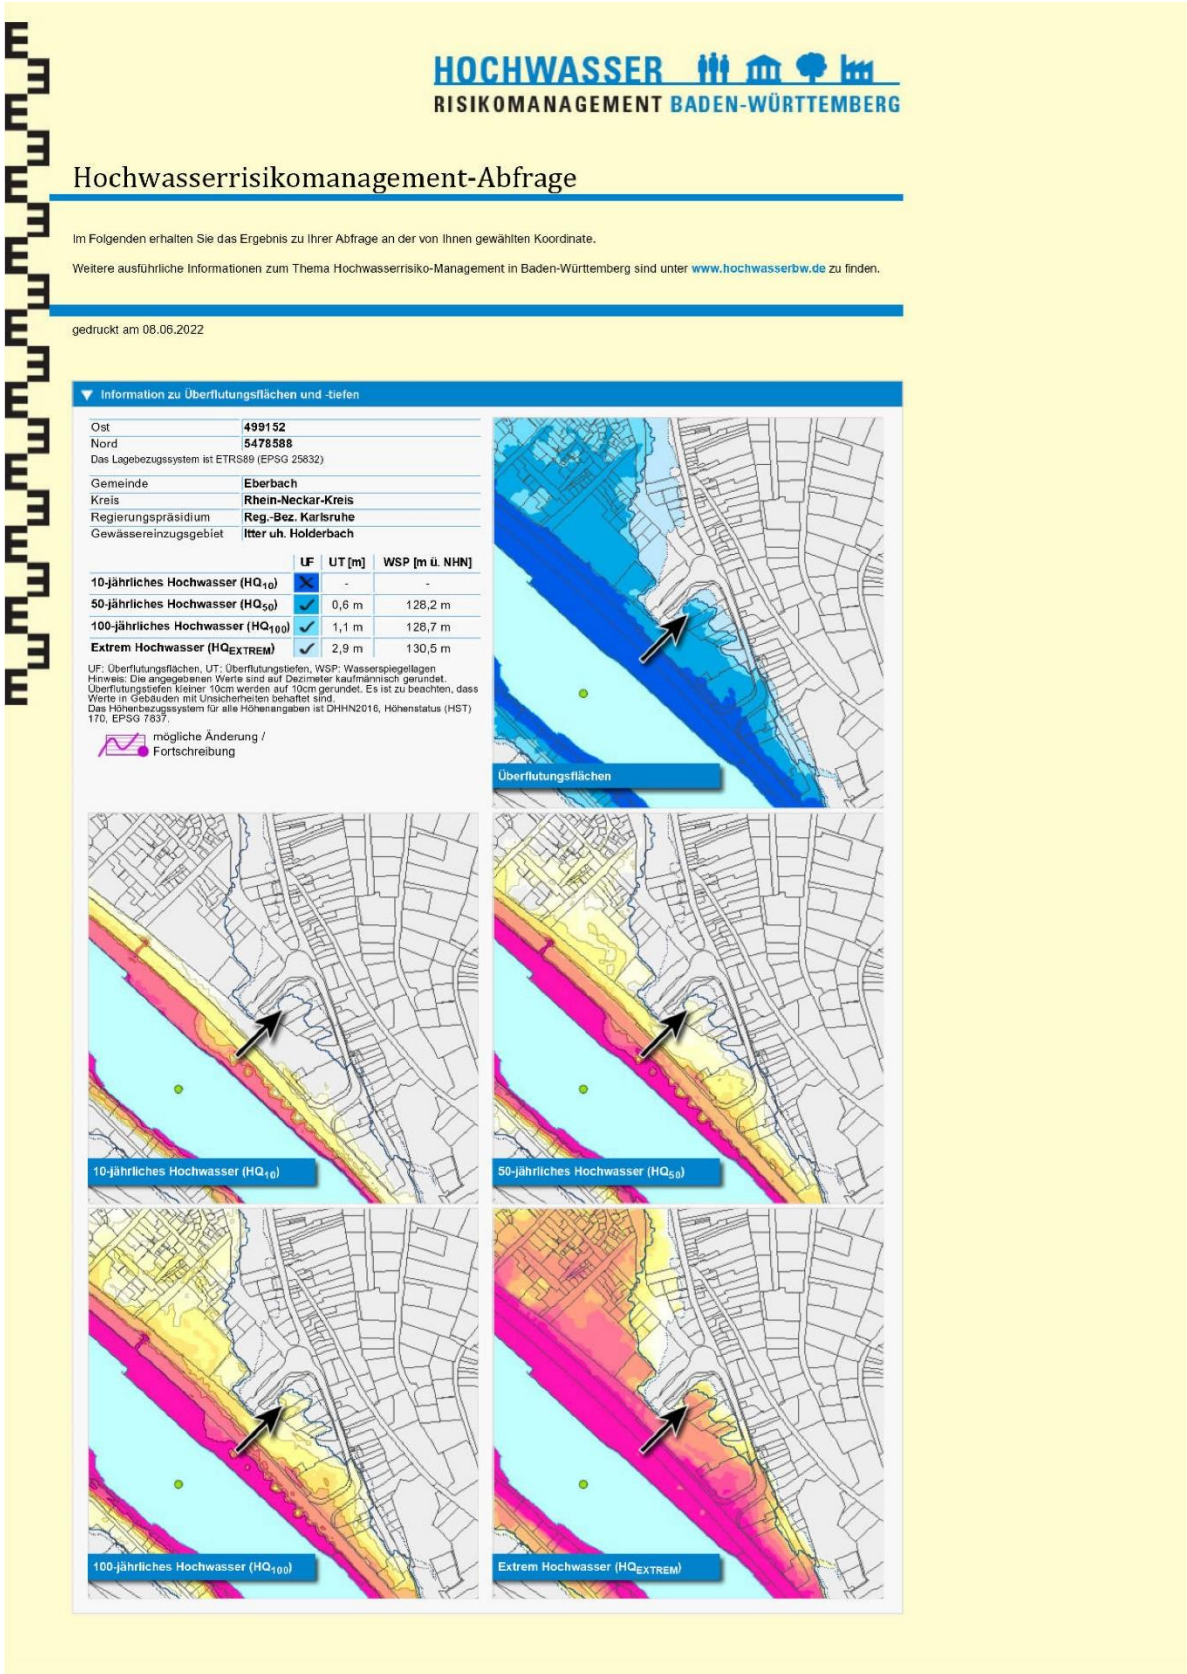 HOCHWASSER
RISIKOMANAGEMENT BADEN-WÜRTTEMBERG
Hochwasserrisikomanagement-Abfrage
Im Folgenden erhalten Sie das Ergebnis zu Ihrer Abfrage an der von Ihnen gewählten Koordinate.
Weitere ausführliche Informationen zum Thema Hochwasserrisiko-Management in Baden-Württemberg sind unter www.hochwasserbw.de zu finden.
gedruckt am 08.06.2022
Information zu Überflutungsflächen und -tiefen
Ost 499152
Nord 5478588
Das Lagebezugssystem ist ETRS89 (EPSG 25832)
Gemeinde Eberbach
Kreis Rhein-Neckar-Kreis
Regierungspräsidium Reg.-Bez. Karlsruhe
Gewässereinzugsgebiet Itter uh. Holderbach
UF UT [m] WSP [m ü. NHN]
10-jährliches Hochwasser (HQ10) - -
50-jährliches Hochwasser (HQ50) 0,6 m 128,2 m
100-jährliches Hochwasser (HQ100) 1,1 m 128,7 m
Extrem Hochwasser (HQEXTREM) 2,9 m 130,5 m
UF: Überflutungsflächen, UT: Überflutungstiefen, WSP: Wasserspiegellagen
Hinweis: Die angegebenen Werte sind auf Dezimeter kaufmännisch gerundet.
Überflutungstiefen kleiner 10cm werden auf 10cm gerundet. Es ist zu beachten, dass
Werte in Gebäuden mit Unsicherheiten behaftet sind.
Das Höhenbezugssystem für alle Höhenangaben ist DHHN2016, Höhenstatus (HST)
170, EPSG 7837.
mögliche Änderung /
Fortschreibung
Überflutungsflächen
10-jährliches Hochwasser (HQ10)
50-jährliches Hochwasser (HQ50)
100-jährliches Hochwasser (HQ100)
Extrem Hochwasser (HQEXTREM)